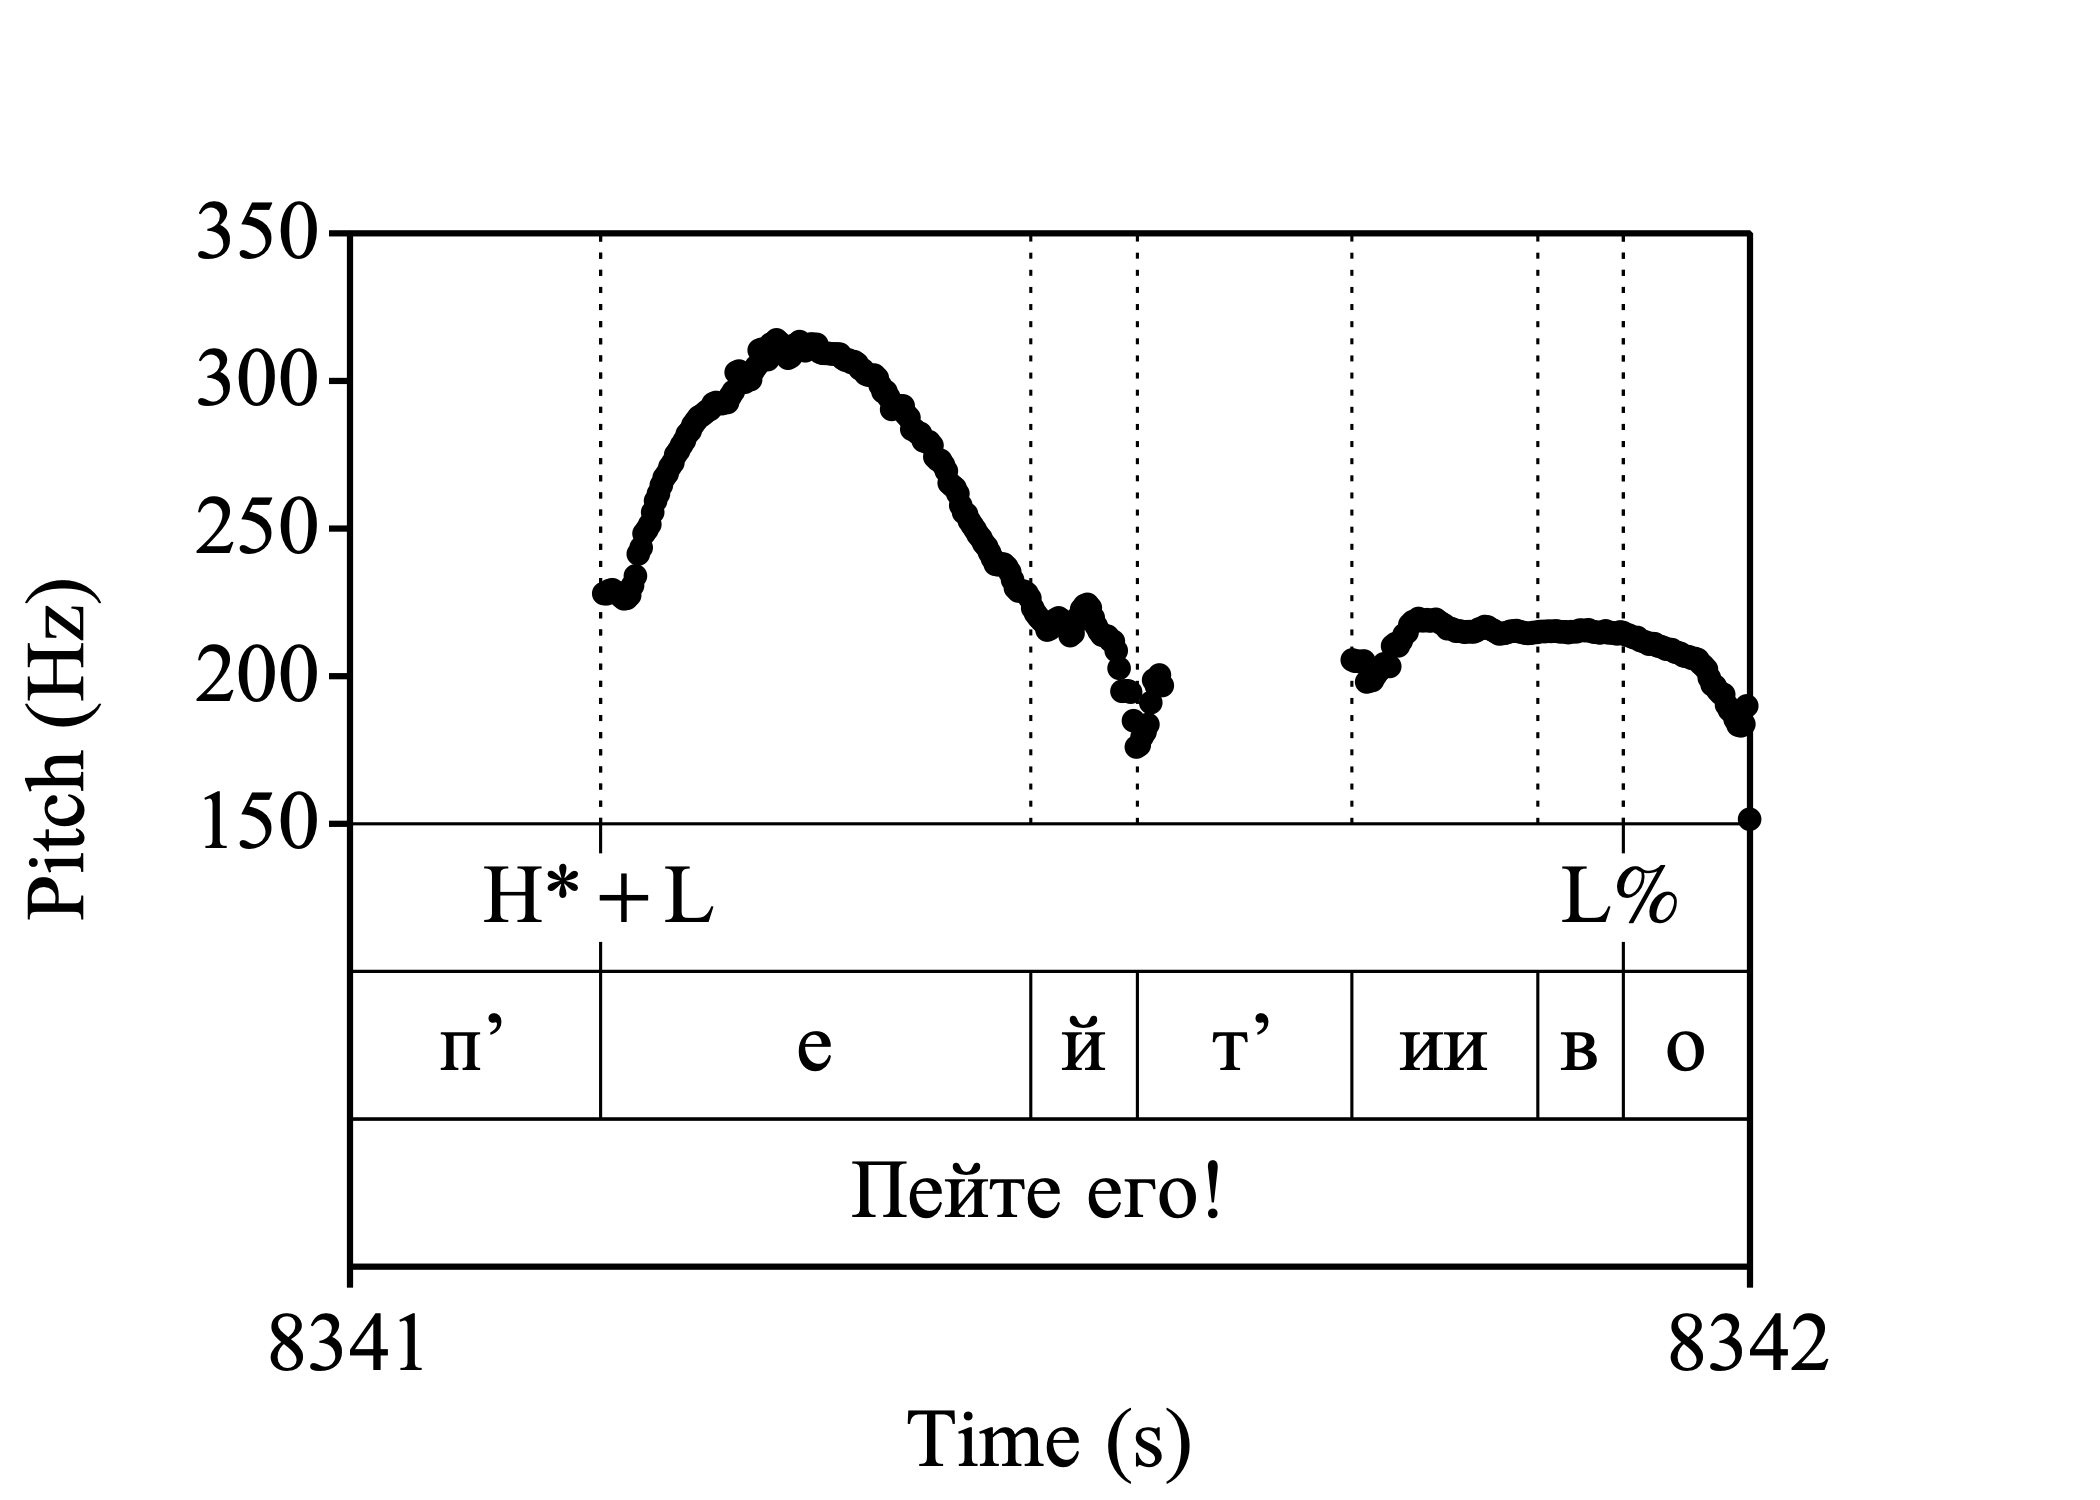 350
300
250
200
150
Pitch (Hz)
H* + L L%
п’ е й т’ ии в о
Пейте его!
8341 8342
Time (s)